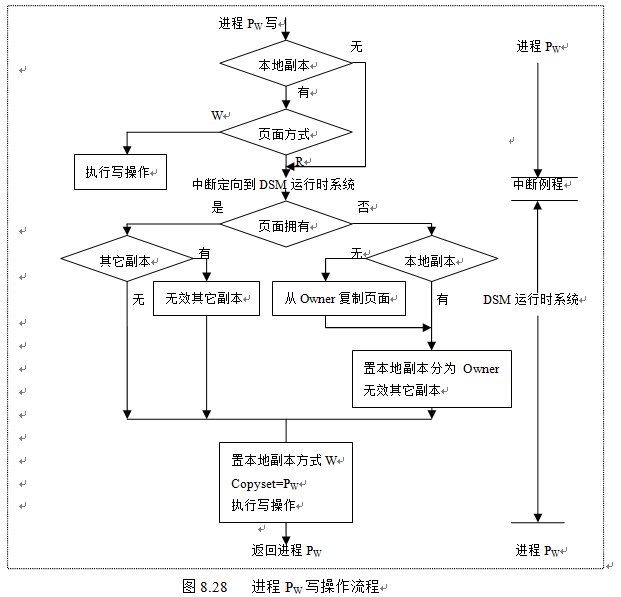 进程 PW写
无
本地副本
进程 PW
有
W
页面方式
R
执行写操作
中断定向到 DSM 运行时系统
中断例程
是
否
页面拥有
其它副本
有
无
本地副本
无
无效其它副本
从 Owner 复制页面
有
DSM 运行时系统
置本地副本分为 Owner
无效其它副本
置本地副本方式 W
Copyset=PW
执行写操作
返回进程 PW
进程 PW
图 8.28 进程 PW写操作流程